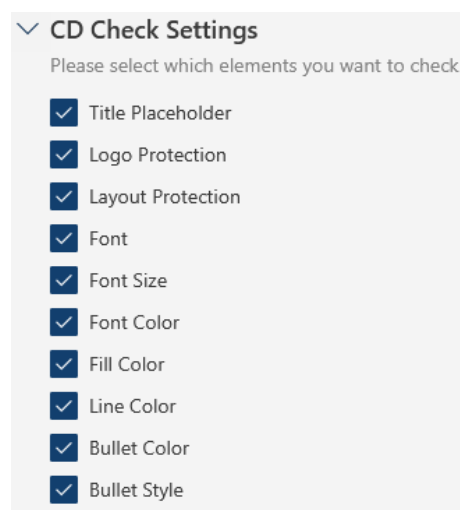 CD Check Settings
Please select which elements you want to check
Title Placeholder
Logo Protection
Layout Protection
Font
Font Size
Font Color
Fill Color
Line Color
Bullet Color
Bullet Style